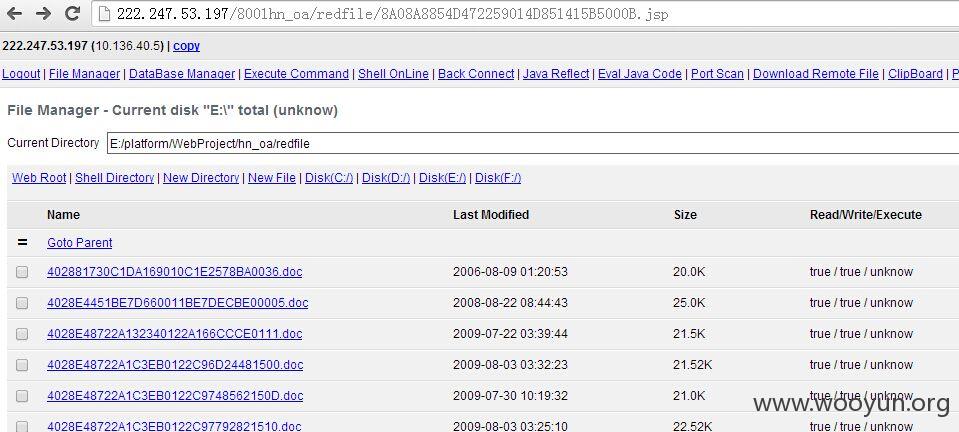 222.247.53.197/8001hn_oa/redfile/8A08A8854D472259014D851415B5000B.jsp
222.247.53.197 (10.136.40.5) | copy
Logout | File Manager | DataBase Manager | Execute Command | Shell OnLine | Back Connect | Java Reflect | Eval Java Code | Port Scan | Download Remote File | ClipBoard | P
File Manager - Current disk "E:\" total (unknow)
Current Directory E:/platform/WebProject/hn_oa/redfile
Web Root | Shell Directory | New Directory | New File | Disk(C:/) | Disk(D:/) | Disk(E:/) | Disk(F:/)
Name Last Modified Size Read/Write/Execute
= Goto Parent
402881730C1DA169010C1E2578BA0036.doc 2006-08-09 01:20:53 20.0K true / true / unknow
4028E4451BE7D660011BE7DECBE00005.doc 2008-08-22 08:44:43 25.0K true / true / unknow
4028E48722A132340122A166CCCE0111.doc 2009-07-22 03:39:44 21.5K true / true / unknow
4028E48722A1C3EB0122C96D24481500.doc 2009-08-03 03:32:23 21.52K true / true / unknow
4028E48722A1C3EB0122C9748562150D.doc 2009-07-30 10:19:32 21.0K true / true / unknow
4028E48722A1C3EB0122C97792821510.doc 2009-08-03 03:25:10 22.52K true / true / unknow
www.wooyun.org